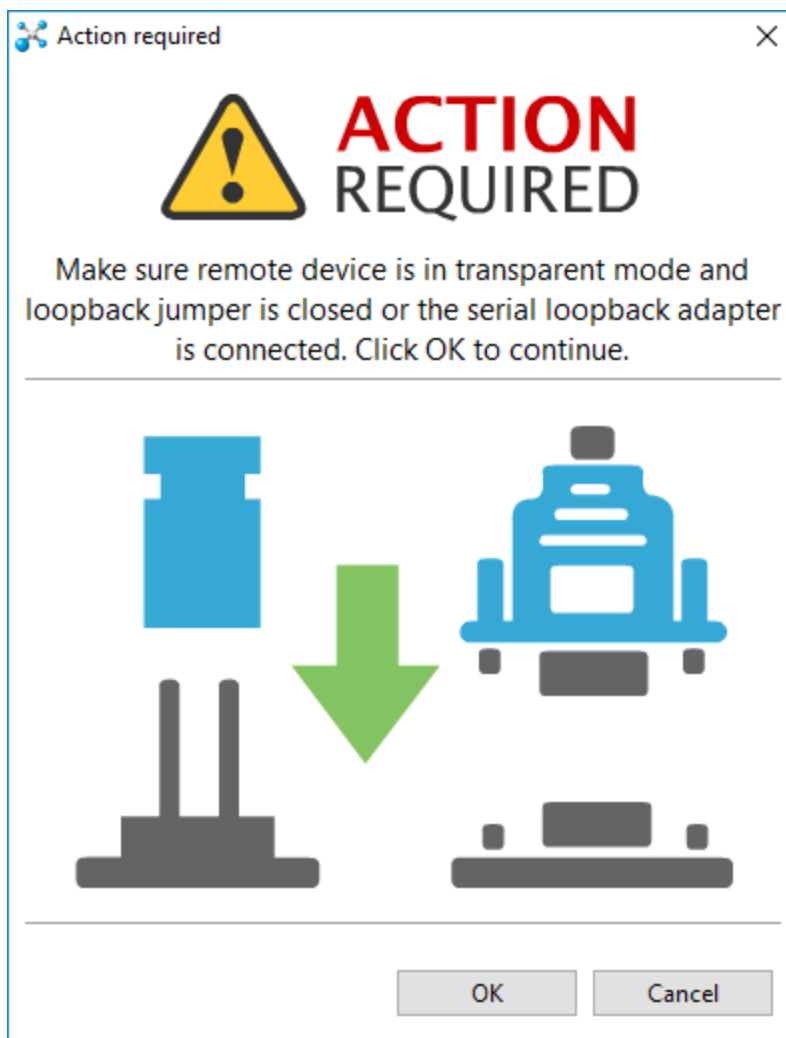 Action required
ACTION
REQUIRED
Make sure remote device is in transparent mode and
loopback jumper is closed or the serial loopback adapter
is connected. Click OK to continue.
OK
Cancel